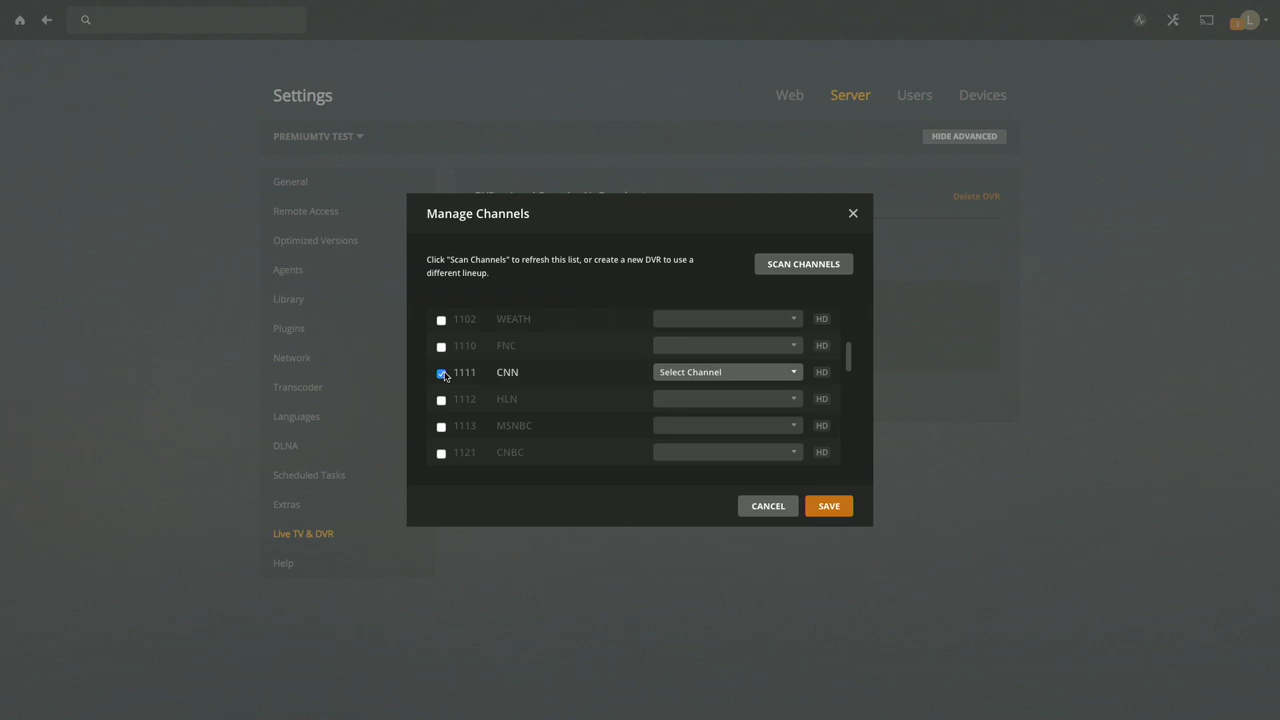 L
Settings
Web Server Users Devices
PREMIUMTV TEST
HIDE ADVANCED
General
Remote Access
Optimized Versions
Agents
Library
Plugins
Network
Transcoder
Languages
DLNA
Scheduled Tasks
Extras
Live TV & DVR
Help
Delete DVR
Manage Channels
Click "Scan Channels" to refresh this list, or create a new DVR to use a
different lineup.
SCAN CHANNELS
1102 WEATH HD
1110 FNC HD
1111 CNN Select Channel HD
1112 HLN HD
1113 MSNBC HD
1121 CNBC HD
CANCEL SAVE